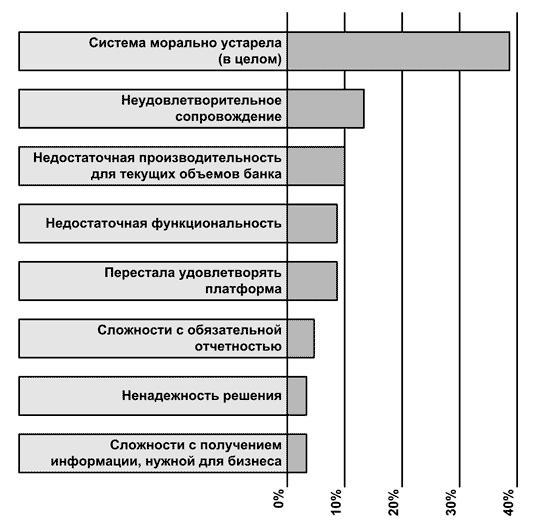 Система морально устарела
(в целом)
Неудовлетворительное
сопровождение
Недостаточная производительность
для текущих объемов банка
Недостаточная функциональность
Перестала удовлетворять
платформа
Сложности с обязательной
отчетностью
Ненадежность решения
Сложности с получением
информации, нужной для бизнеса
0%
10%
20%
30%
40%